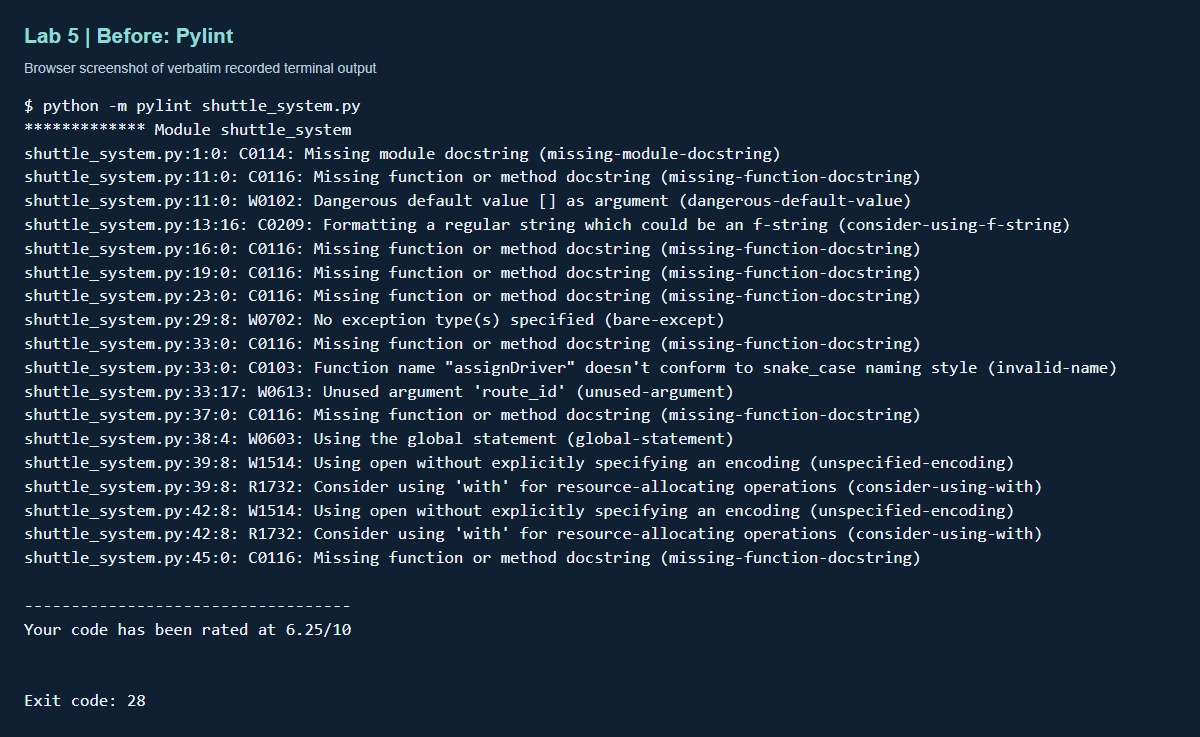 Lab 5 | Before: Pylint
Browser screenshot of verbatim recorded terminal output
$ python -m pylint shuttle_system.py
************* Module shuttle_system
shuttle_system.py:1:0: C0114: Missing module docstring (missing-module-docstring)
shuttle_system.py:11:0: C0116: Missing function or method docstring (missing-function-docstring)
shuttle_system.py:11:0: W0102: Dangerous default value [] as argument (dangerous-default-value)
shuttle_system.py:13:16: C0209: Formatting a regular string which could be an f-string (consider-using-f-string)
shuttle_system.py:16:0: C0116: Missing function or method docstring (missing-function-docstring)
shuttle_system.py:19:0: C0116: Missing function or method docstring (missing-function-docstring)
shuttle_system.py:23:0: C0116: Missing function or method docstring (missing-function-docstring)
shuttle_system.py:29:8: W0702: No exception type(s) specified (bare-except)
shuttle_system.py:33:0: C0116: Missing function or method docstring (missing-function-docstring)
shuttle_system.py:33:0: C0103: Function name "assignDriver" doesn't conform to snake_case naming style (invalid-name)
shuttle_system.py:33:17: W0613: Unused argument 'route_id' (unused-argument)
shuttle_system.py:37:0: C0116: Missing function or method docstring (missing-function-docstring)
shuttle_system.py:38:4: W0603: Using the global statement (global-statement)
shuttle_system.py:39:8: W1514: Using open without explicitly specifying an encoding (unspecified-encoding)
shuttle_system.py:39:8: R1732: Consider using 'with' for resource-allocating operations (consider-using-with)
shuttle_system.py:42:8: W1514: Using open without explicitly specifying an encoding (unspecified-encoding)
shuttle_system.py:42:8: R1732: Consider using 'with' for resource-allocating operations (consider-using-with)
shuttle_system.py:45:0: C0116: Missing function or method docstring (missing-function-docstring)
-----------------------------------
Your code has been rated at 6.25/10
Exit code: 28